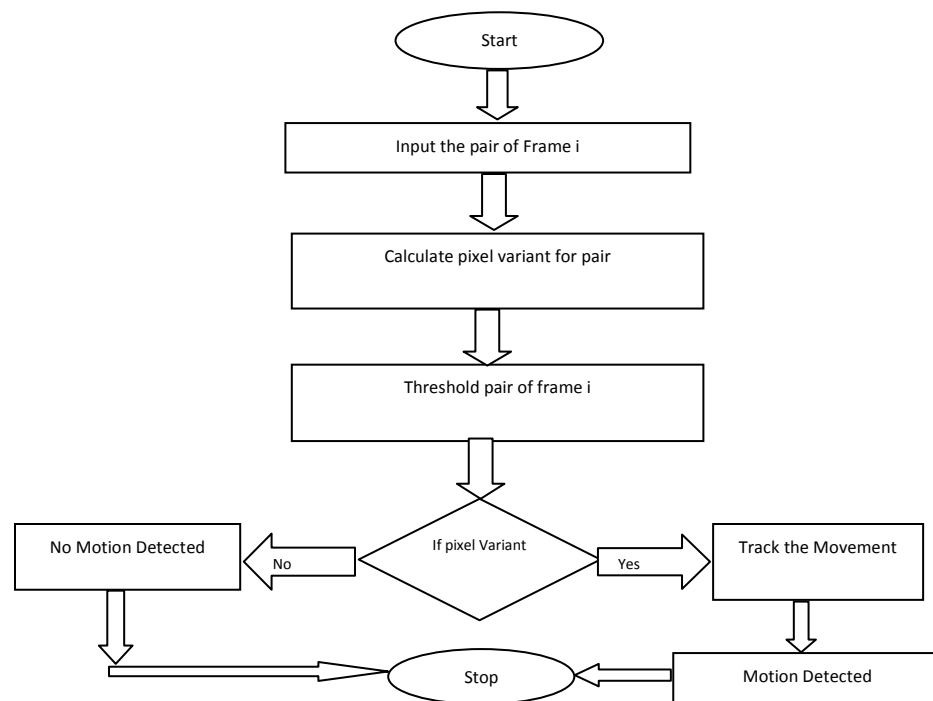 Start
Input the pair of Frame i
Calculate pixel variant for pair
Threshold pair of frame i
If pixel Variant
No Motion Detected
No
Yes
Track the Movement
Stop
Motion Detected